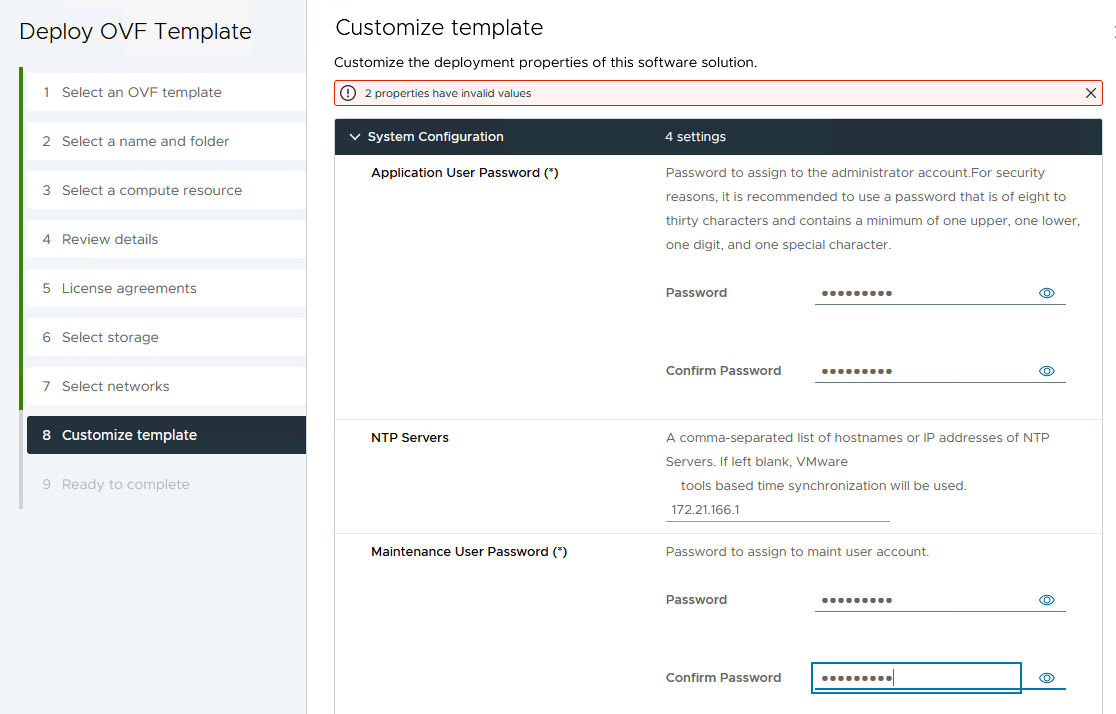 Deploy OVF Template
1 Select an OVF template
2 Select a name and folder
3 Select a compute resource
4 Review details
5 License agreements
6 Select storage
7 Select networks
8 Customize template
9 Ready to complete
Customize template
Customize the deployment properties of this software solution.
2 properties have invalid values
System Configuration 4 settings
Application User Password (*)
Password to assign to the administrator account.For security
reasons, it is recommended to use a password that is of eight to
thirty characters and contains a minimum of one upper, one lower,
one digit, and one special character.
Password •••••••••
Confirm Password •••••••••
NTP Servers
A comma-separated list of hostnames or IP addresses of NTP
Servers. If left blank, VMware
tools based time synchronization will be used.
172.21.166.1
Maintenance User Password (*)
Password to assign to maint user account.
Password •••••••••
Confirm Password •••••••••